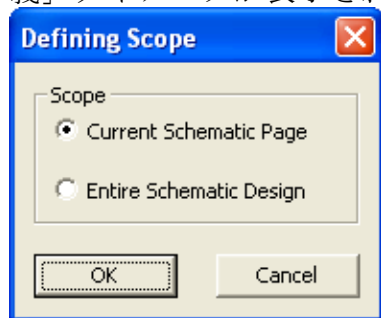 Defining Scope
Scope
Current Schematic Page
Entire Schematic Design
OK
Cancel